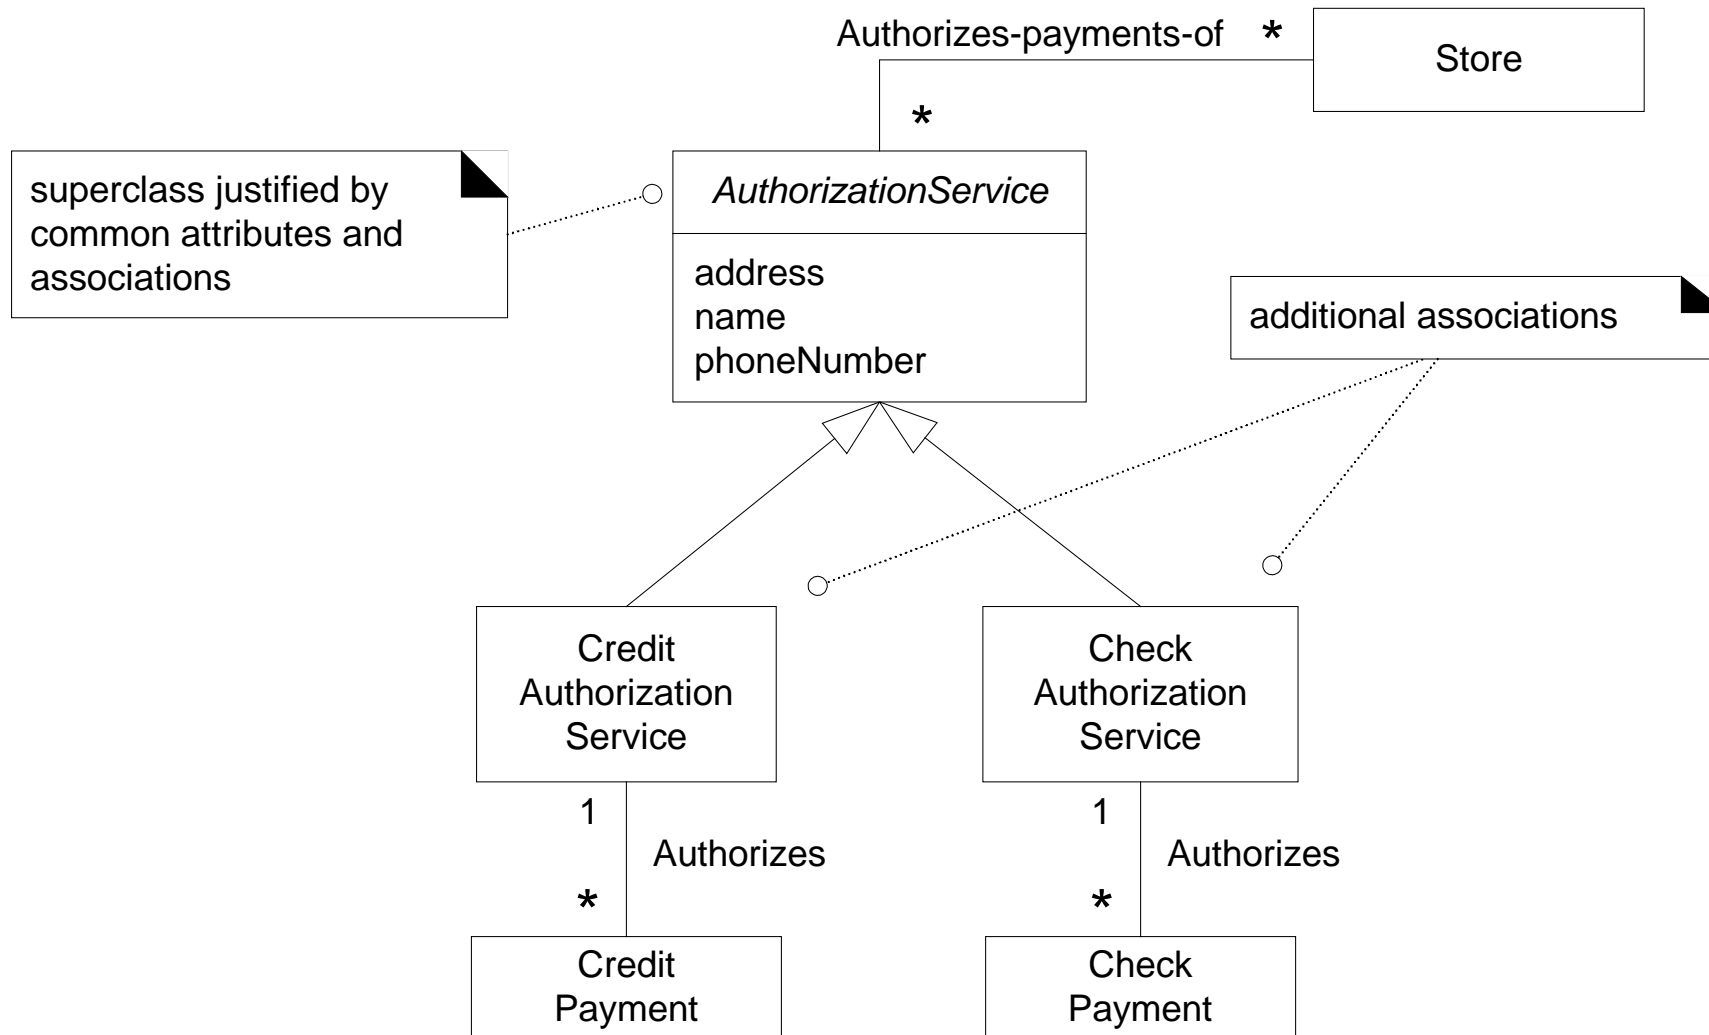 Authorizes-payments-of *
Store
*
superclass justified by
common attributes and
associations
AuthorizationService
address
name
phoneNumber
additional associations
Credit
Authorization
Service
Check
Authorization
Service
1
Authorizes
*
1
Authorizes
*
Credit
Payment
Check
Payment